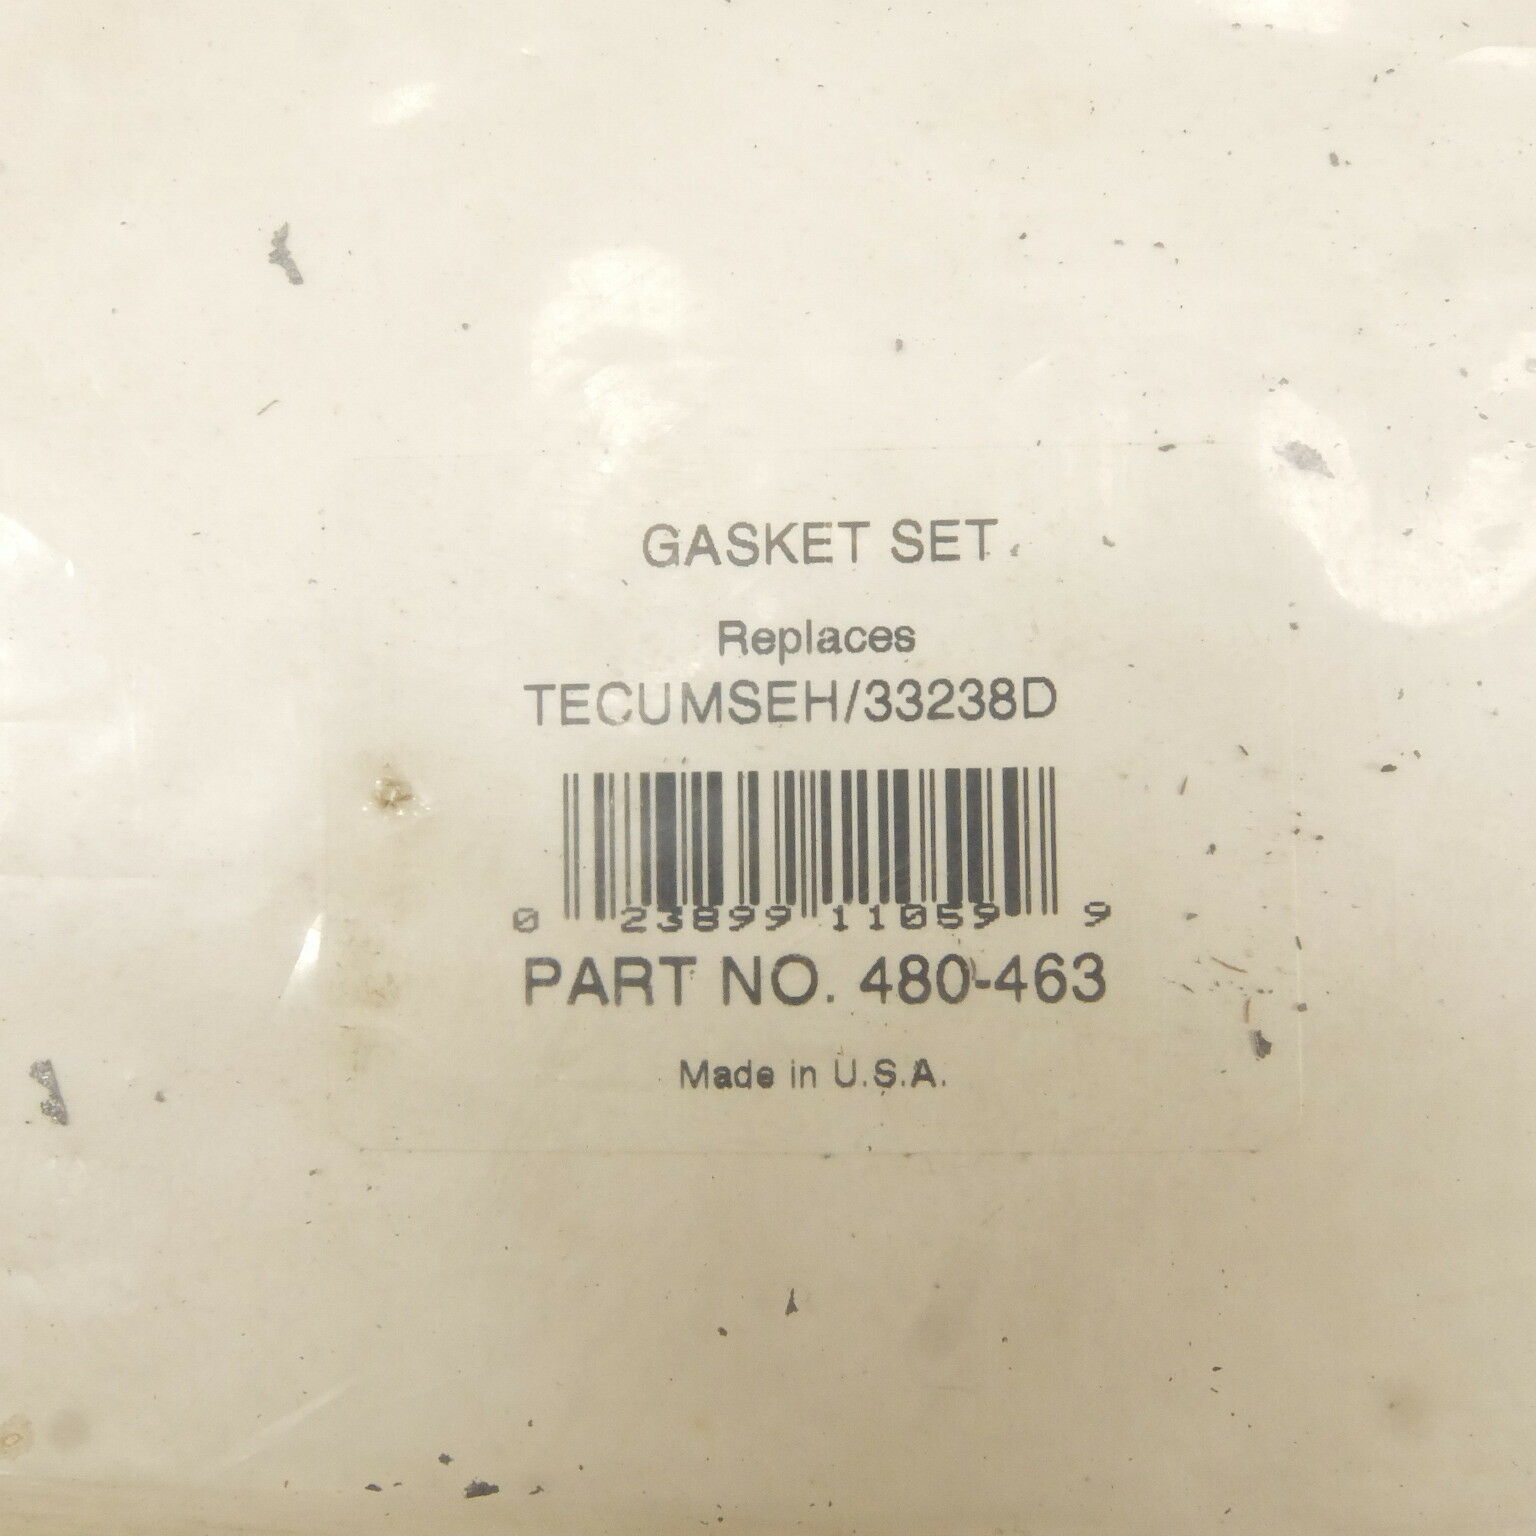 GASKET SET
Replaces
TECUMSEH/33238D
0 23899 11059 9
PART NO. 480-463
Made in U.S.A.